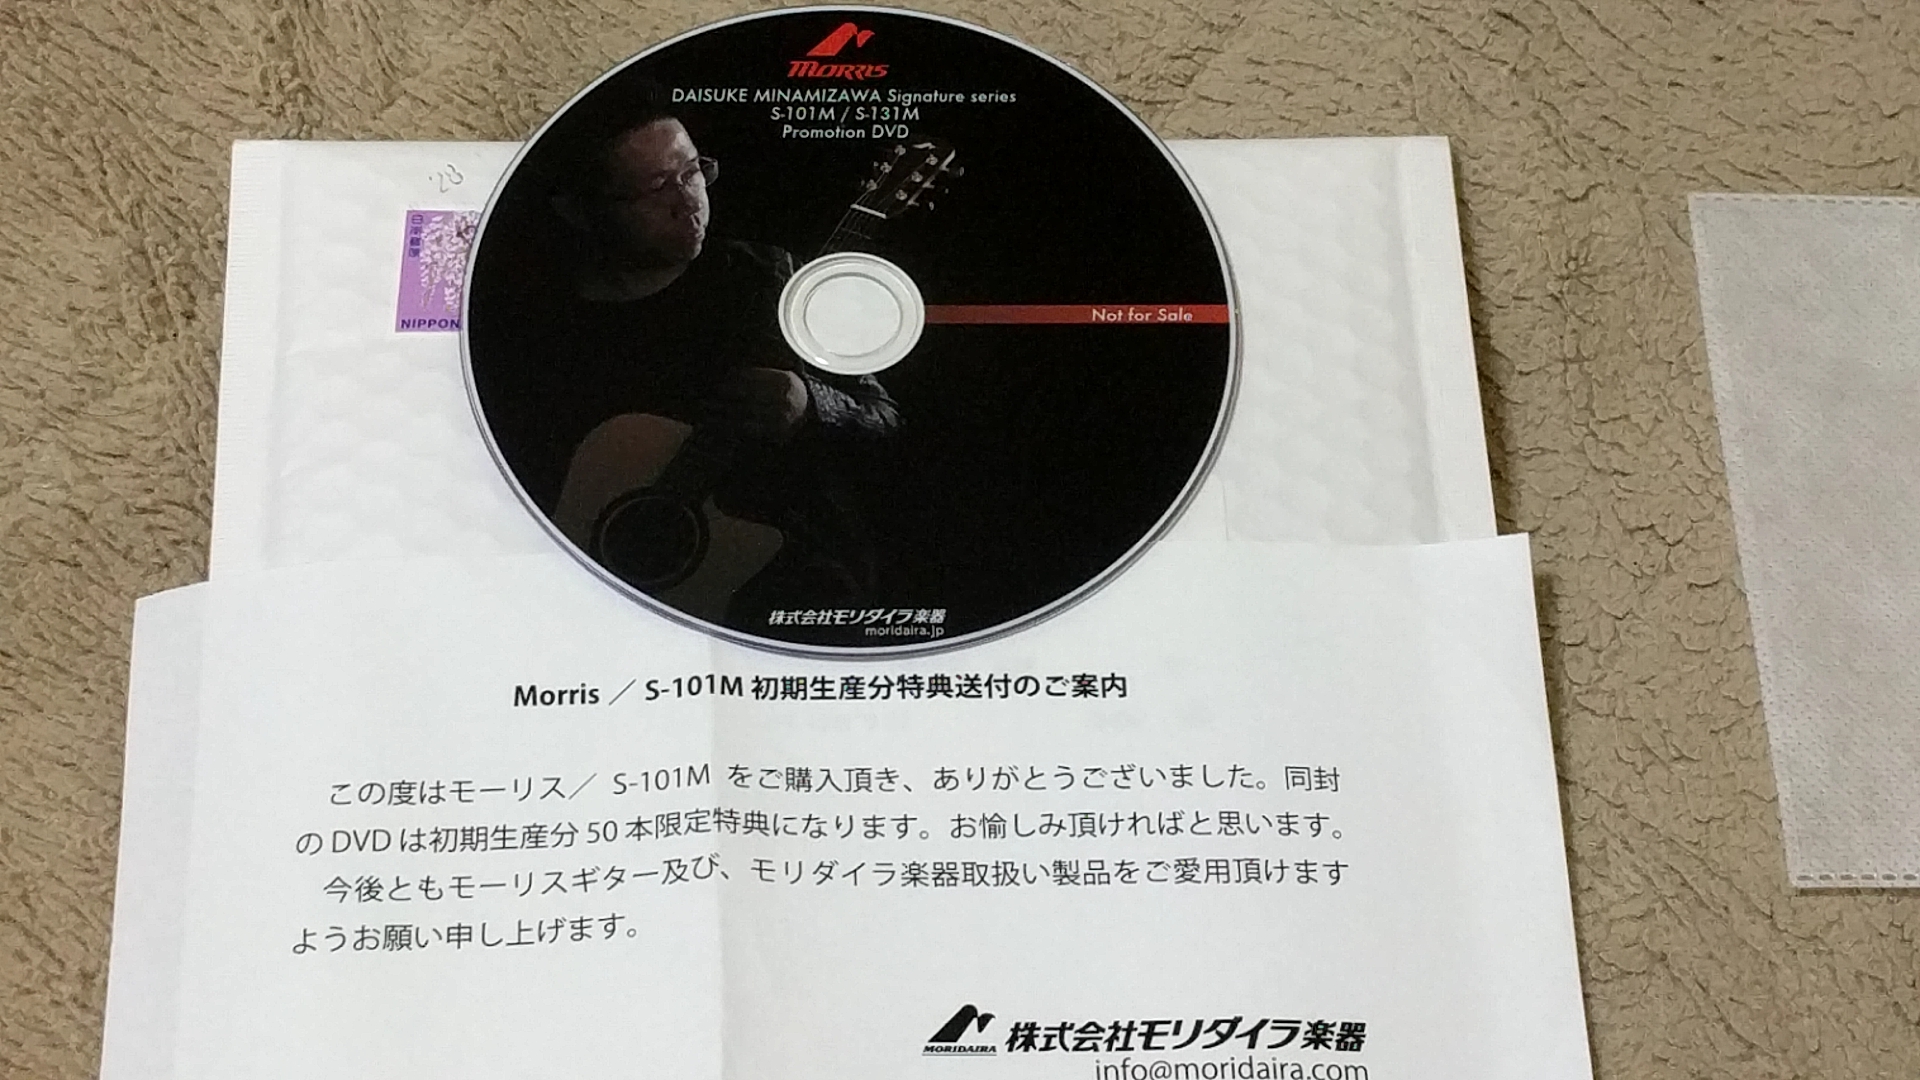 MORRIS
DAISUKE MINAMIZAWA Signature series
S-101M / S-131M
Promotion DVD
'28
日本郵便
NIPPON
Not for Sale
株式会社モリダイラ楽器
moridaira.jp
Morris ／ S-101M 初期生産分特典送付のご案内
この度はモーリス／ S-101M をご購入頂き、ありがとうございました。同封
の DVD は初期生産分 50 本限定特典になります。お愉しみ頂ければと思います。
今後ともモーリスギター及び、モリダイラ楽器取扱い製品をご愛用頂けます
ようお願い申し上げます。
MORIDAIRA 株式会社モリダイラ楽器
info@moridaira.com